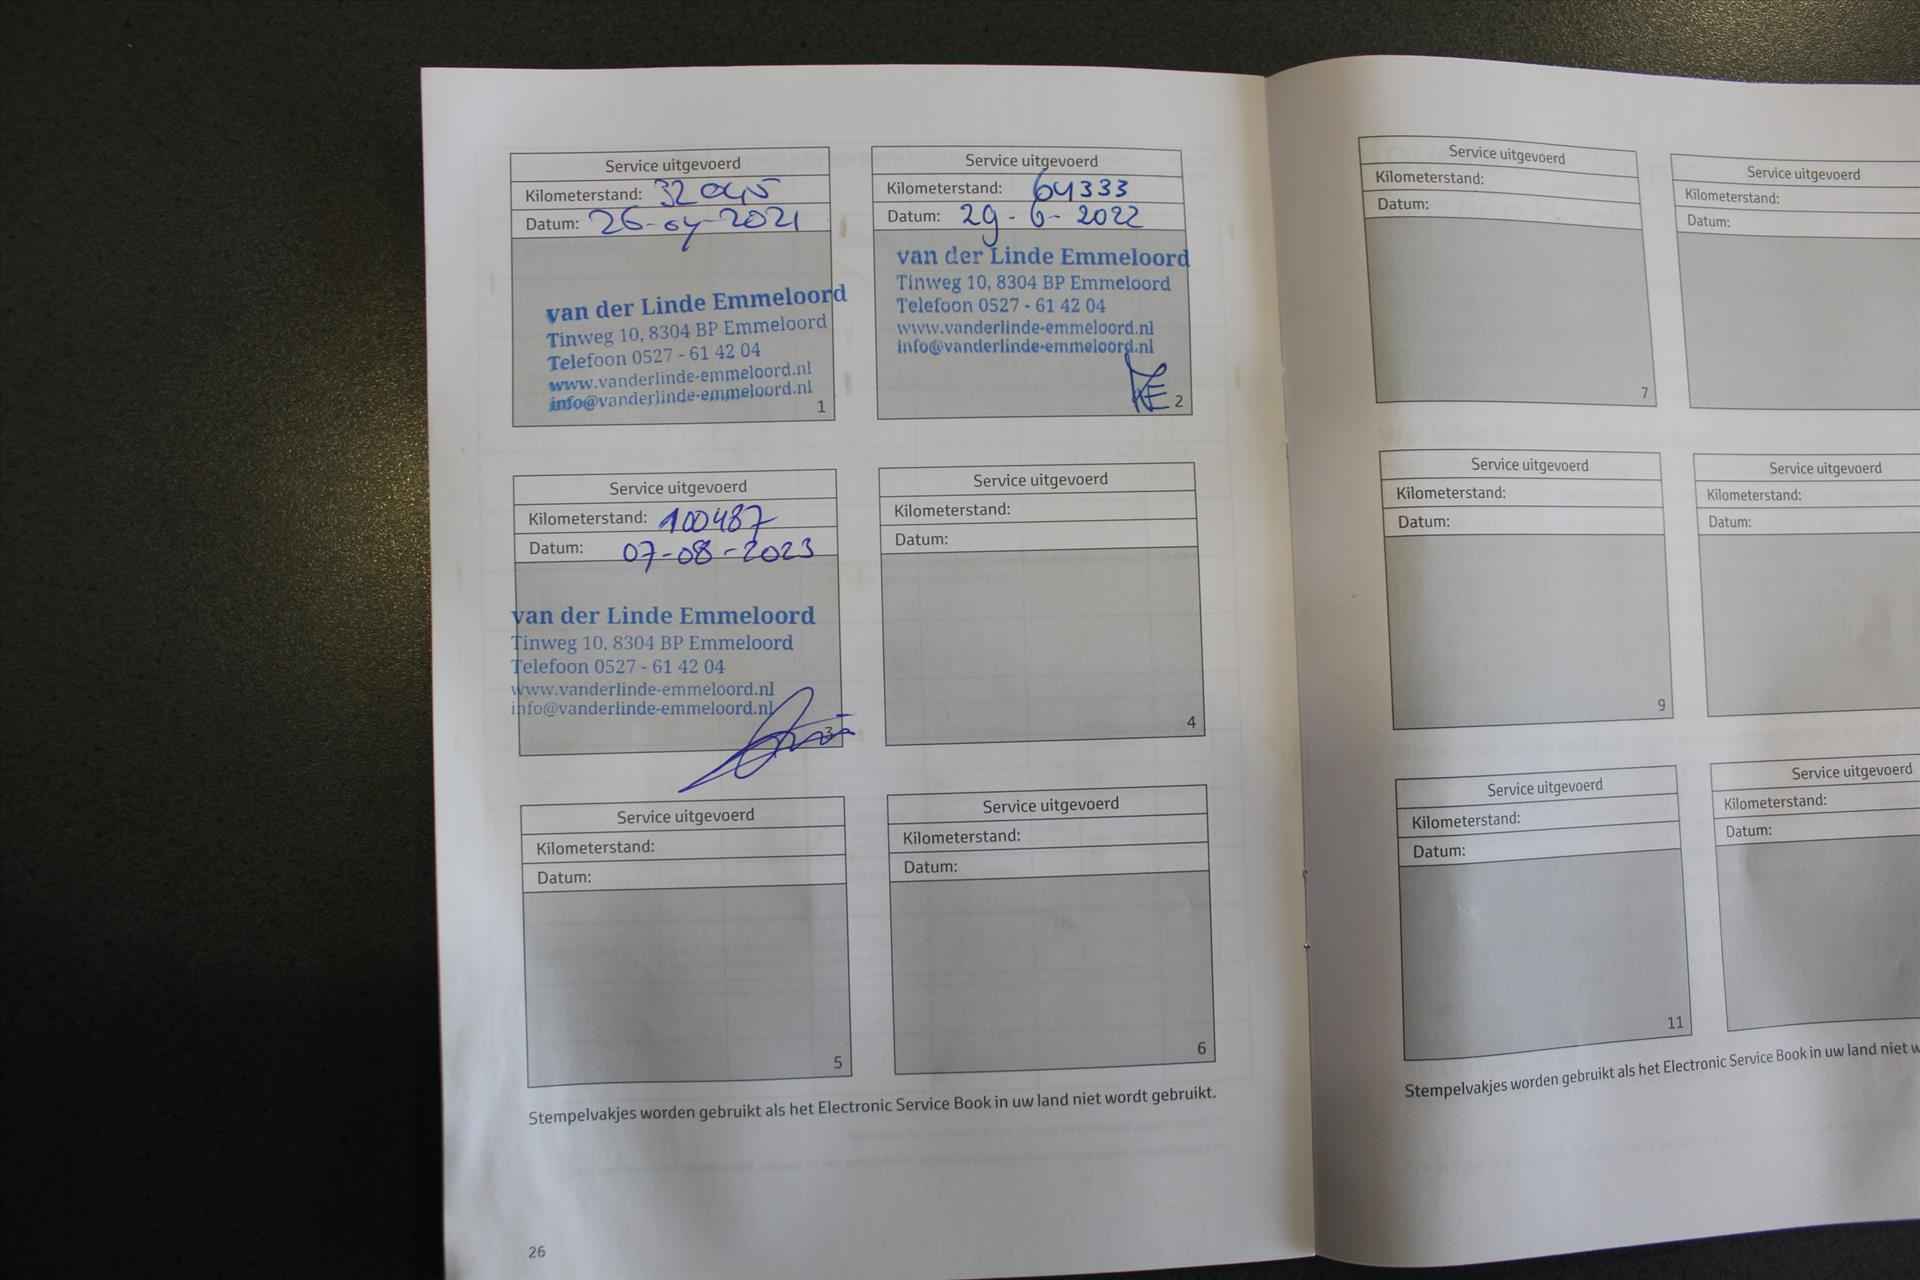 Service uitgevoerd
Kilometerstand: 32045
Datum: 26-04-2021
van der Linde Emmeloord
Tinweg 10, 8304 BP Emmeloord
Telefoon 0527 - 61 42 04
www.vanderlinde-emmeloord.nl
info@vanderlinde-emmeloord.nl
1
Service uitgevoerd
Kilometerstand: 64333
Datum: 29-6-2022
van der Linde Emmeloord
Tinweg 10, 8304 BP Emmeloord
Telefoon 0527 - 61 42 04
www.vanderlinde-emmeloord.nl
info@vanderlinde-emmeloord.nl
2
Service uitgevoerd
Kilometerstand: 100487
Datum: 07-08-2023
van der Linde Emmeloord
Tinweg 10, 8304 BP Emmeloord
Telefoon 0527 - 61 42 04
www.vanderlinde-emmeloord.nl
info@vanderlinde-emmeloord.nl
3
Service uitgevoerd
Kilometerstand:
Datum:
4
Service uitgevoerd
Kilometerstand:
Datum:
5
Service uitgevoerd
Kilometerstand:
Datum:
6
Stempelvakjes worden gebruikt als het Electronic Service Book in uw land niet wordt gebruikt.
26
Service uitgevoerd
Kilometerstand:
Datum:
7
Service uitgevoerd
Kilometerstand:
Datum:
Service uitgevoerd
Kilometerstand:
Datum:
9
Service uitgevoerd
Kilometerstand:
Datum:
Service uitgevoerd
Kilometerstand:
Datum:
11
Service uitgevoerd
Kilometerstand:
Datum:
Stempelvakjes worden gebruikt als het Electronic Service Book in uw land niet